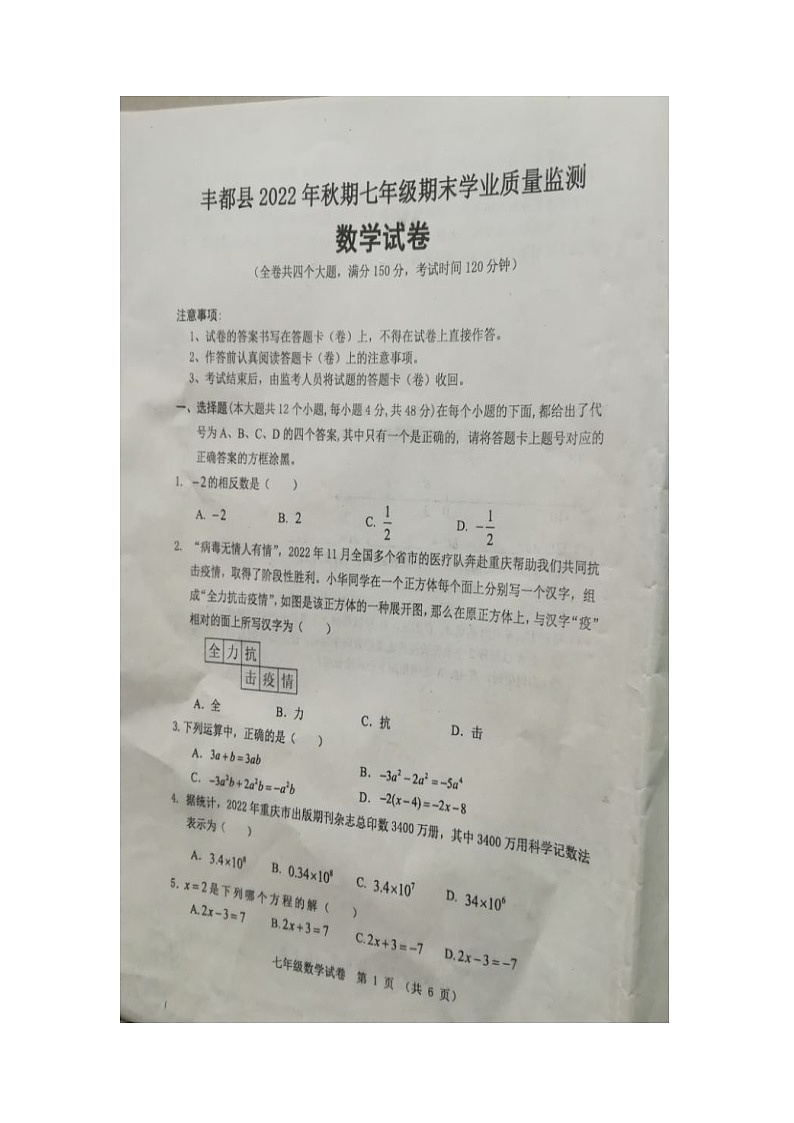 丰都县2022年秋期七年级期末学业质量监测
数学试卷
(全卷共四个大题，满分150分，考试时间120分钟)
注意事项:
1、试卷的答案书写在答题卡（卷）上，不得在试卷上直接作答。
2、作答前认真阅读答题卡（卷）上的注意事项。
3、考试结束后，由监考人员将试题的答题卡（卷）收回。
一、选择题(本大题共12个小题,每小题4分,共48分)在每个小题的下面,都给出了代
号为A、B、C、D的四个答案,其中只有一个是正确的, 请将答题卡上题号对应的
正确答案的方框涂黑。
1. −2的相反数是（ ）
A. −2 B. 2 C. 1/2 D. −1/2
2. “病毒无情人有情”, 2022年11月全国多个省市的医疗队奔赴重庆帮助我们共同抗
击疫情，取得了阶段性胜利。小华同学在一个正方体每个面上分别写一个汉字，组
成“全力抗击疫情”,如图是该正方体的一种展开图,那么在原正方体上,与汉字“疫”
相对的面上所写汉字为（ ）
全力抗
击疫情
A. 全 B. 力 C. 抗 D. 击
3.下列运算中，正确的是（ ）
A. 3a+b=3ab B. −3a²−2a²=−5a⁴
C. −3a²b+2a²b=−a²b D. −2(x−4)=−2x−8
4. 据统计，2022年重庆市出版期刊杂志总印数3400万册，其中3400万用科学记数法
表示为（ ）
A. 3.4×10⁸ B. 0.34×10⁸ C. 3.4×10⁷ D. 34×10⁶
5. x=2是下列哪个方程的解（ ）
A.2x−3=7 B.2x+3=7 C.2x+3=−7 D.2x−3=−7
七年级数学试卷 第1页（共6页）